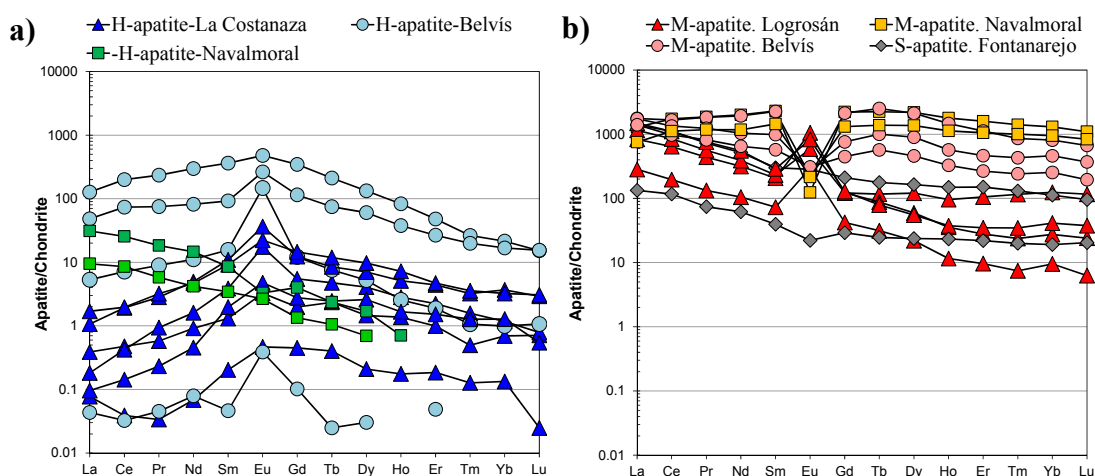 a)
H-apatite-La Costanaza
H-apatite-Belvís
-H-apatite-Navalmoral
10000
1000
100
10
1
0.1
0.01
Apatite/Chondrite
La Ce Pr Nd Sm Eu Gd Tb Dy Ho Er Tm Yb Lu
b)
M-apatite. Logrosán
M-apatite. Navalmoral
M-apatite. Belvís
S-apatite. Fontanarejo
10000
1000
100
10
1
0.1
0.01
Apatite/Chondrite
La Ce Pr Nd Sm Eu Gd Tb Dy Ho Er Tm Yb Lu